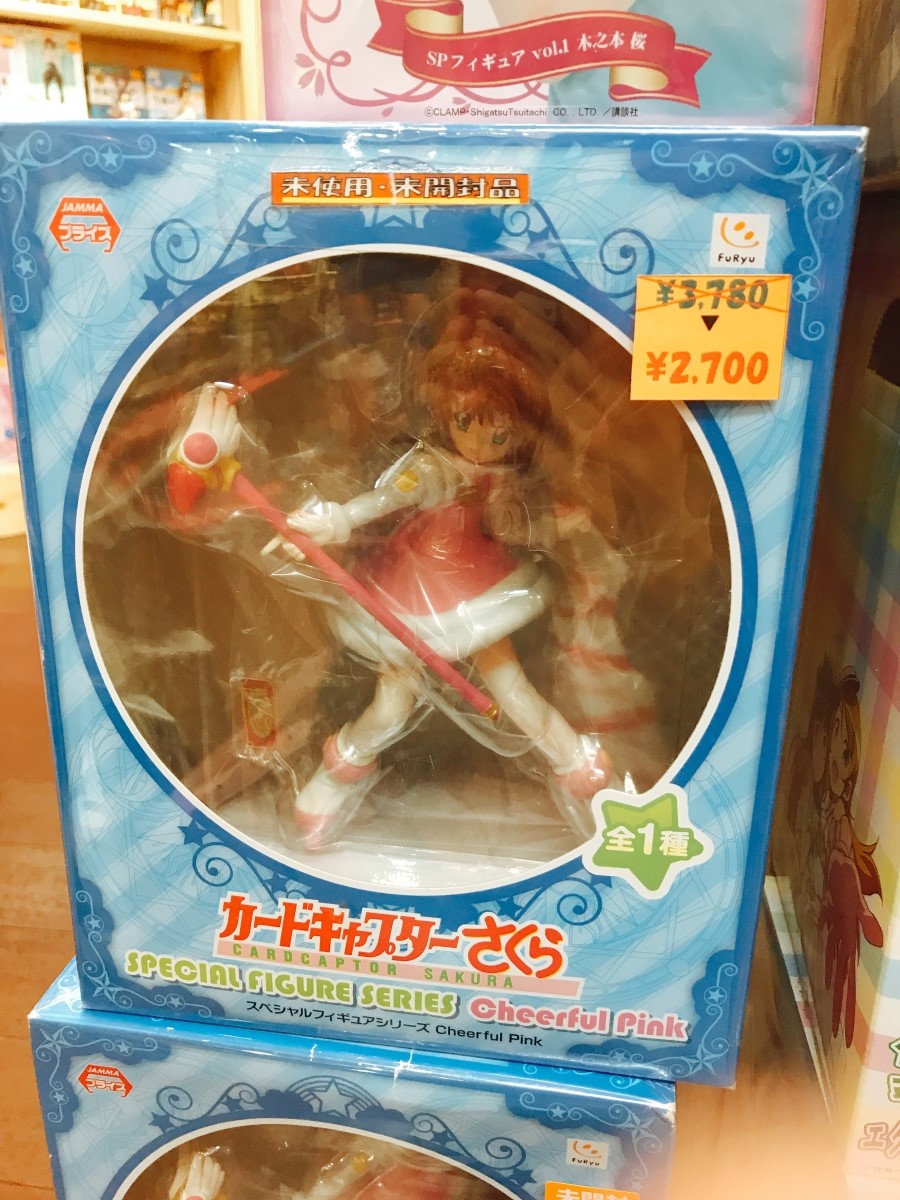 SPフィギュア vol.1 木之本 桜
©CLAMP・ShigatsuTsuitachi CO., LTD./講談社
未使用・未開封品
JAMMA
プライズ
FuRyu
¥3,780
▼
¥2,700
全1種
カードキャプターさくら
CARDCAPTOR SAKURA
SPECIAL FIGURE SERIES Cheerful Pink
スペシャルフィギュアシリーズ Cheerful Pink
JAMMA
プライズ
FuRyu
未開封